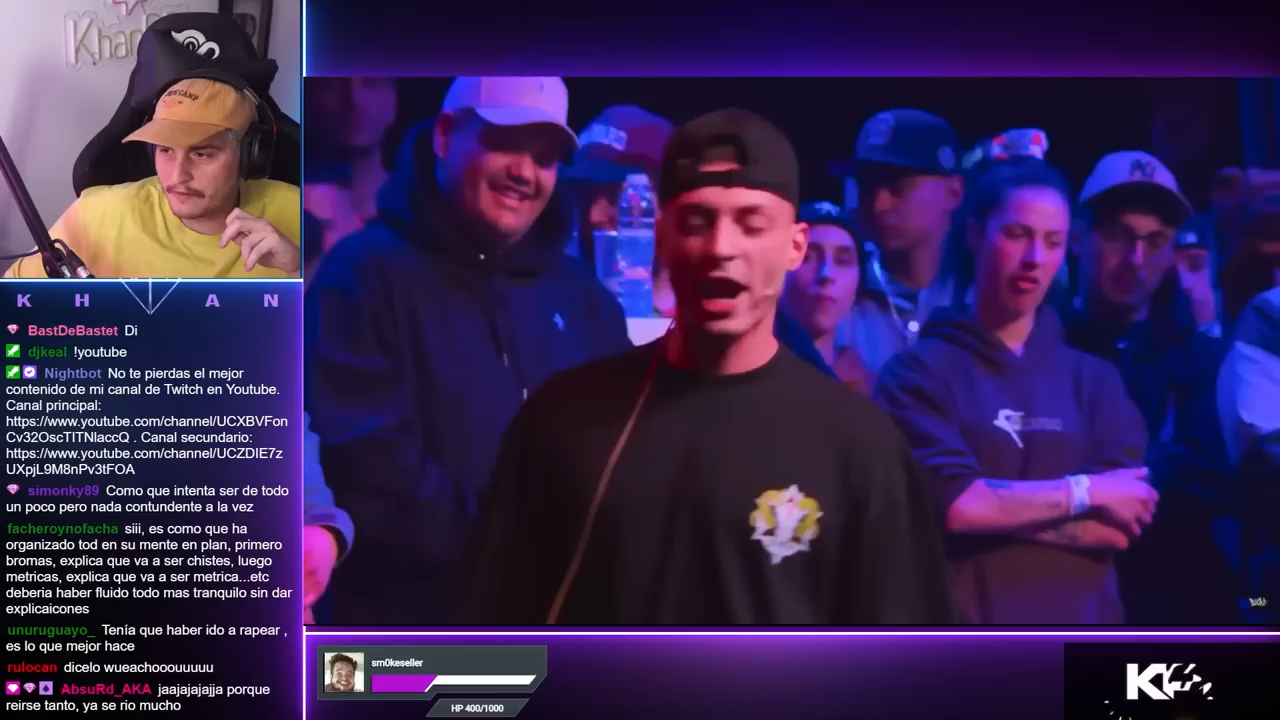 K H A N
BastDeBastet Di
djkeal !youtube
Nightbot No te pierdas el mejor
contenido de mi canal de Twitch en Youtube.
Canal principal:
https://www.youtube.com/channel/UCXBVFon
Cv32OscTITNlaccQ . Canal secundario:
https://www.youtube.com/channel/UCZDIE7z
UXpjL9M8nPv3tFOA
simonky89 Como que intenta ser de todo
un poco pero nada contundente a la vez
facheroynofacha siii, es como que ha
organizado tod en su mente en plan, primero
bromas, explica que va a ser chistes, luego
metricas, explica que va a ser metrica...etc
deberia haber fluido todo mas tranquilo sin dar
explicaicones
unuruguayo_ Tenía que haber ido a rapear ,
es lo que mejor hace
rulocan dicelo wueachooouuuuu
AbsuRd_AKA jaajajajajja porque
reirse tanto, ya se rio mucho
sm0keseller
HP 400/1000